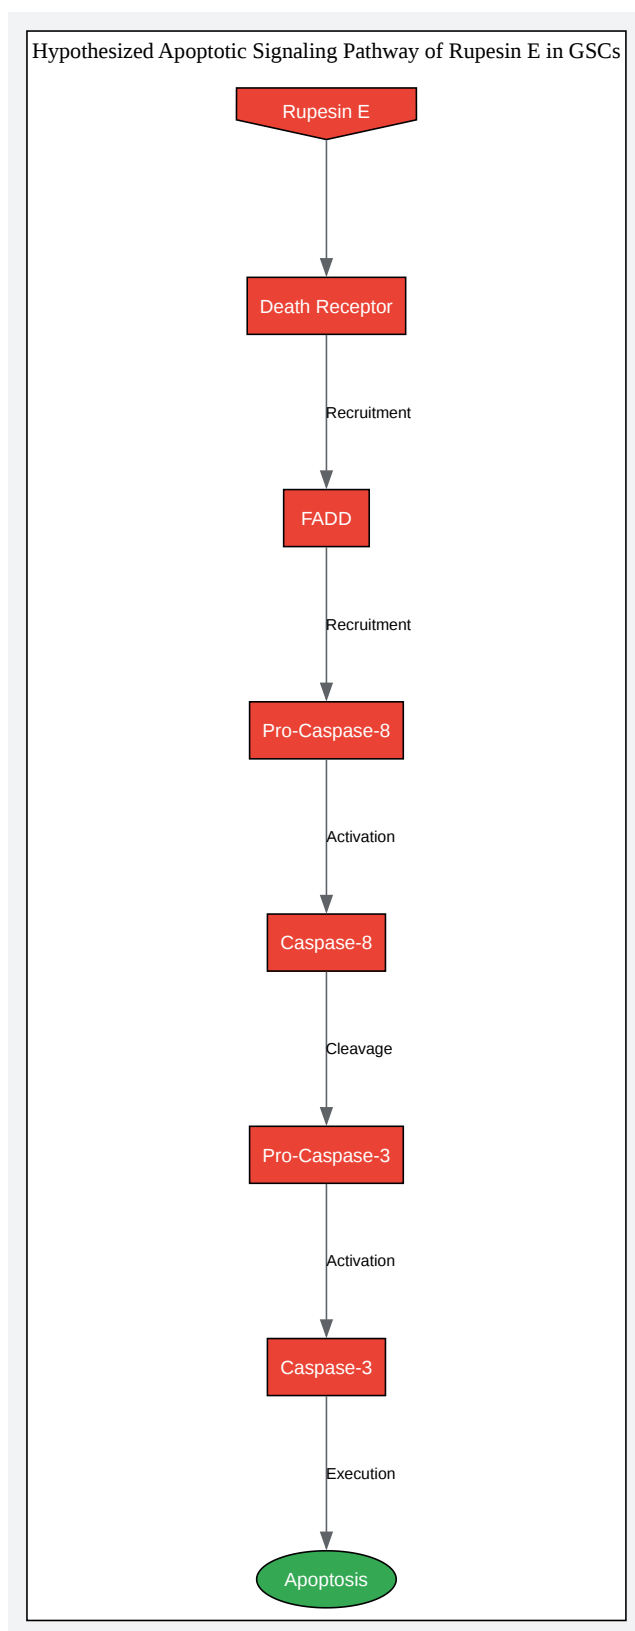 Hypothesized Apoptotic Signaling Pathway of Rupesin E in GSCs
Rupesin E
Death Receptor
Recruitment
FADD
Recruitment
Pro-Caspase-8
Activation
Caspase-8
Cleavage
Pro-Caspase-3
Activation
Caspase-3
Execution
Apoptosis